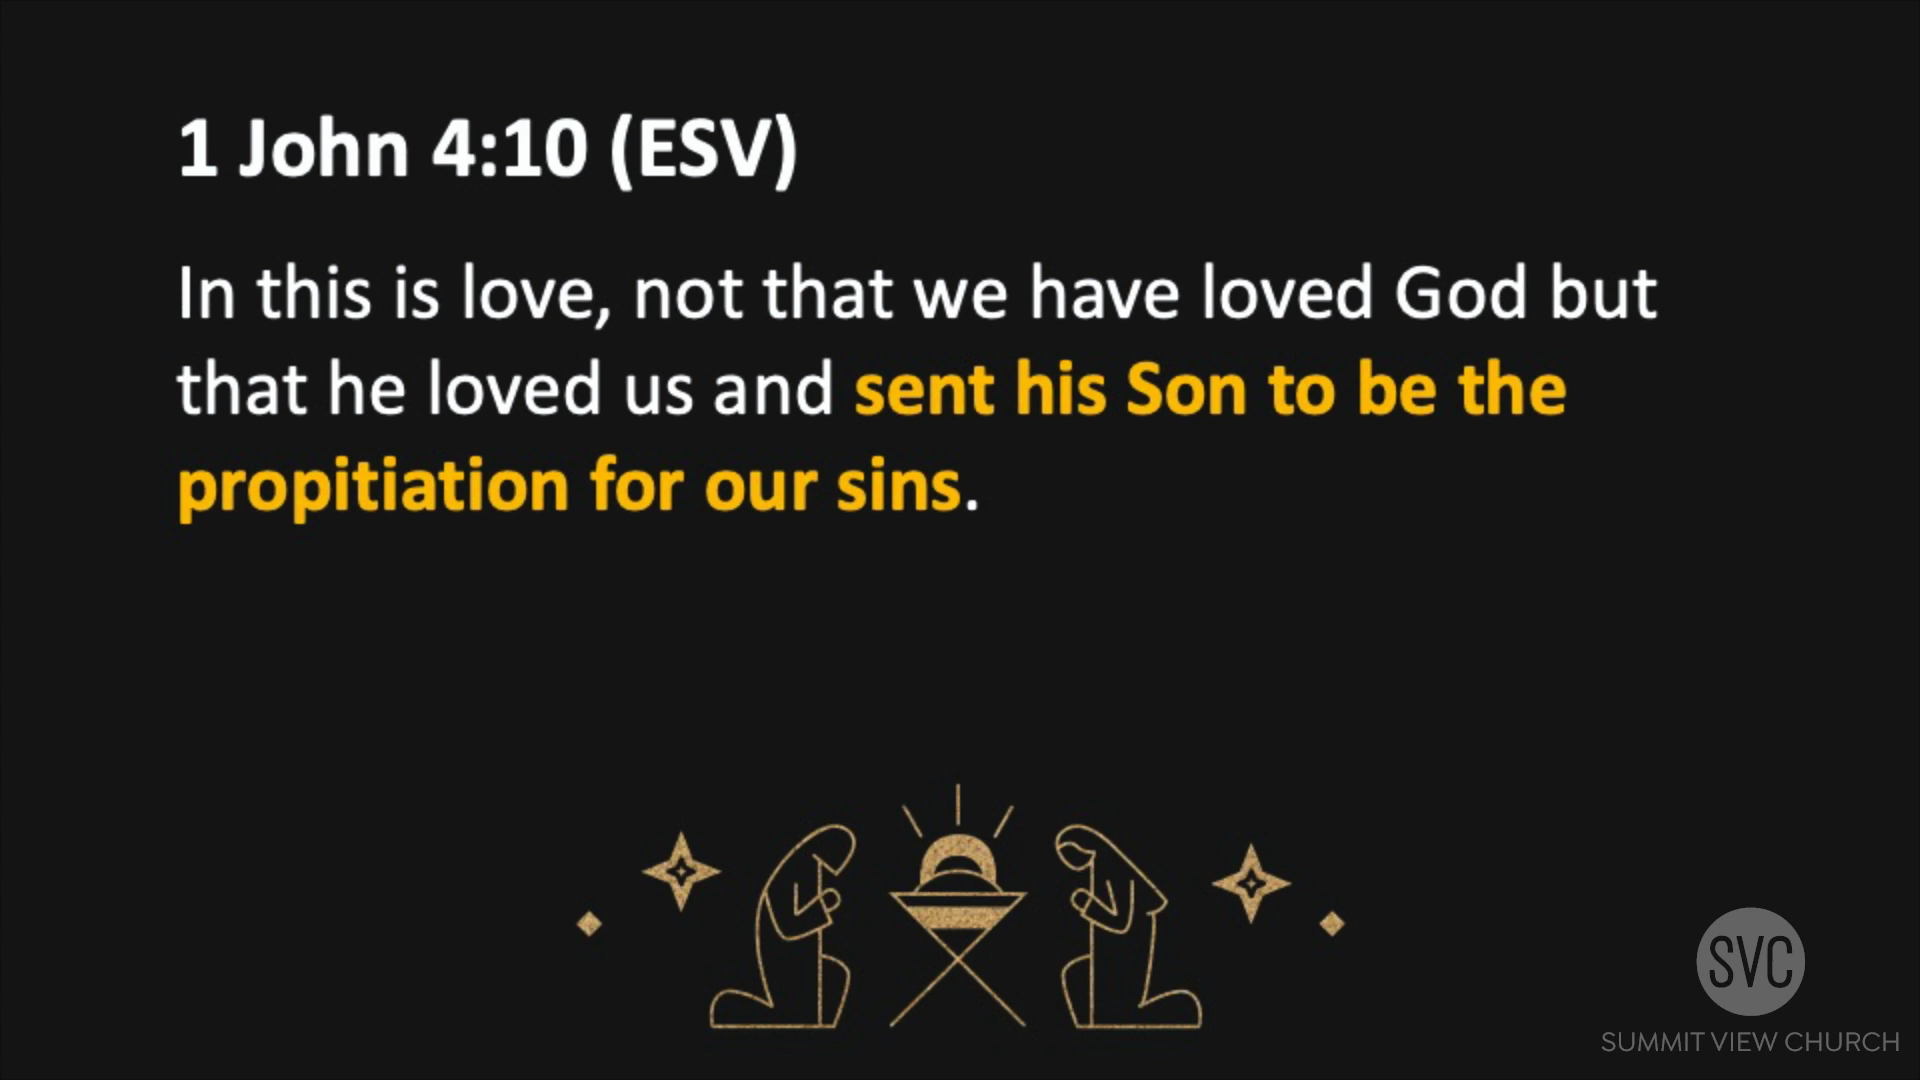 1 John 4:10 (ESV)
In this is love, not that we have loved God but
that he loved us and sent his Son to be the
propitiation for our sins.
SVC
SUMMIT VIEW CHURCH